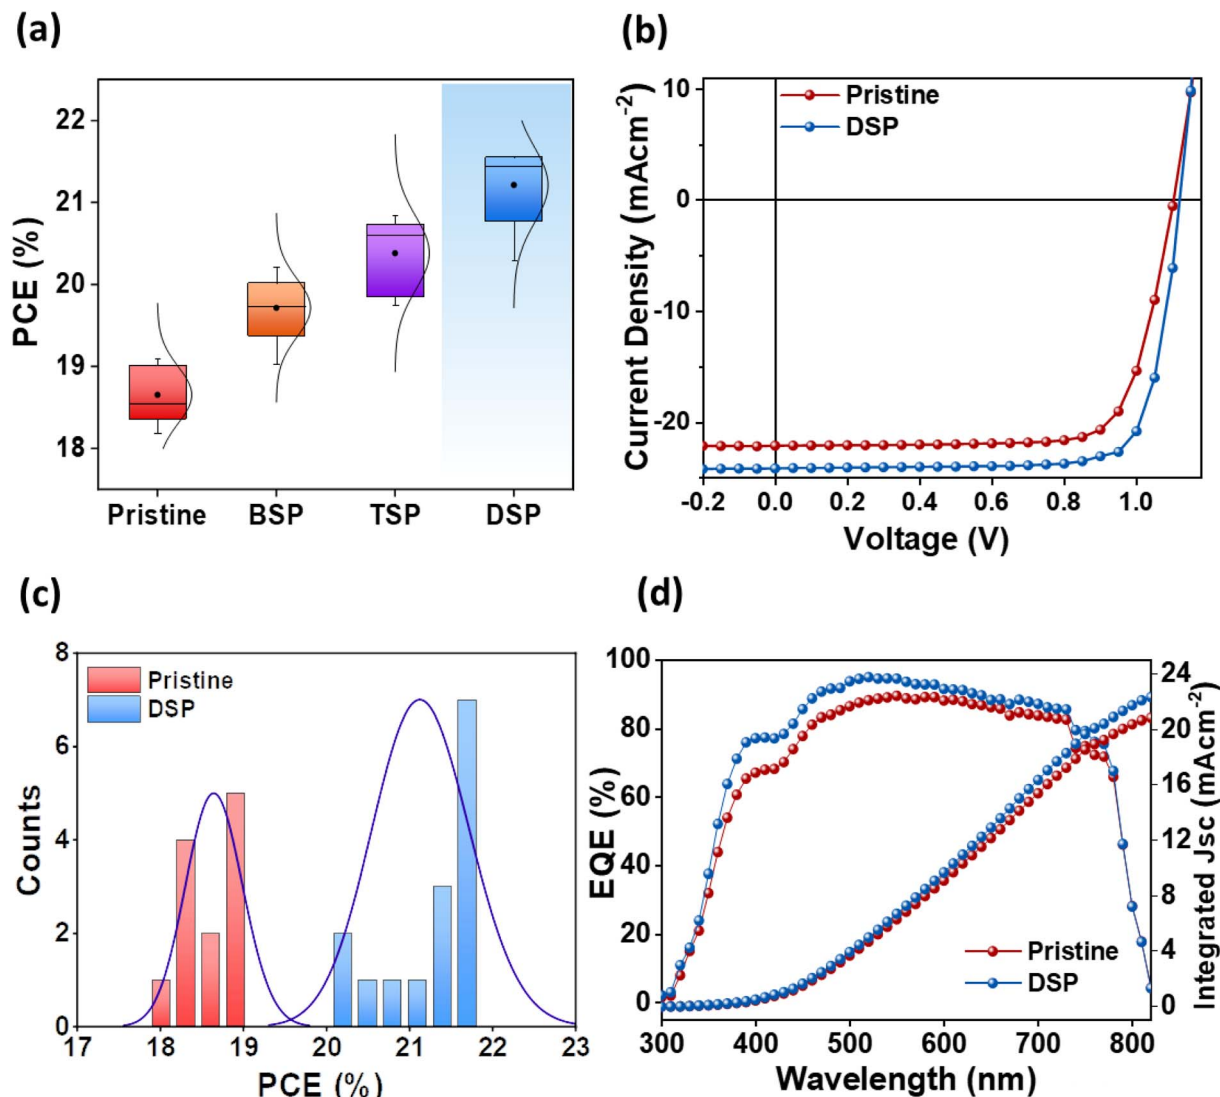 (a)
22
21
20
19
18
PCE (%)
Pristine BSP TSP DSP
(b)
Pristine
DSP
10
0
-10
-20
Current Density (mAcm-2)
-0.2 0.0 0.2 0.4 0.6 0.8 1.0
Voltage (V)
(c)
Pristine
DSP
8
6
4
2
0
Counts
17 18 19 20 21 22 23
PCE (%)
(d)
100
80
60
40
20
0
EQE (%)
24
20
16
12
8
4
0
Integrated Jsc (mAcm-2)
Pristine
DSP
300 400 500 600 700 800
Wavelength (nm)